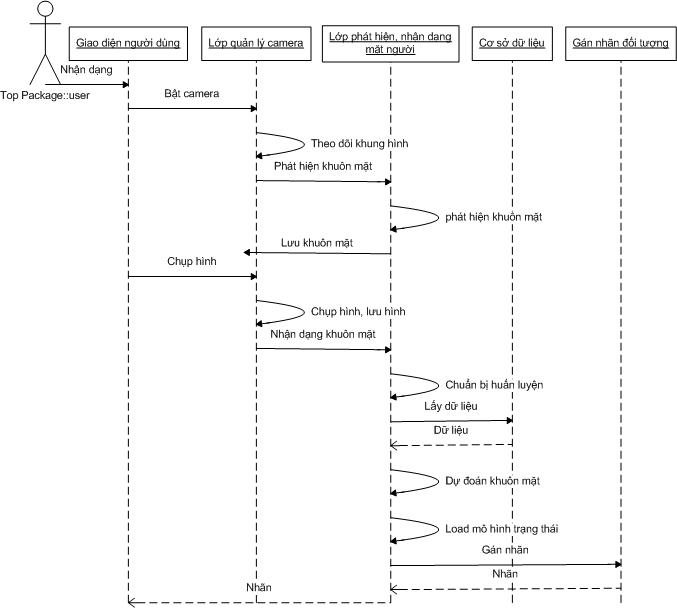 Giao diện người dùng
Lớp quản lý camera
Lớp phát hiện, nhân dang
măt người
Cơ sở dữ liệu
Gán nhãn đối tượng
Nhận dạng
Top Package::user
Bật camera
Theo dõi khung hình
Phát hiện khuôn mặt
phát hiện khuôn mặt
Lưu khuôn mặt
Chụp hình
Chụp hình, lưu hình
Nhận dạng khuôn mặt
Chuẩn bị huấn luyện
Lấy dữ liệu
Dữ liệu
Dự đoán khuôn mặt
Load mô hình trạng thái
Gán nhãn
Nhãn
Nhãn